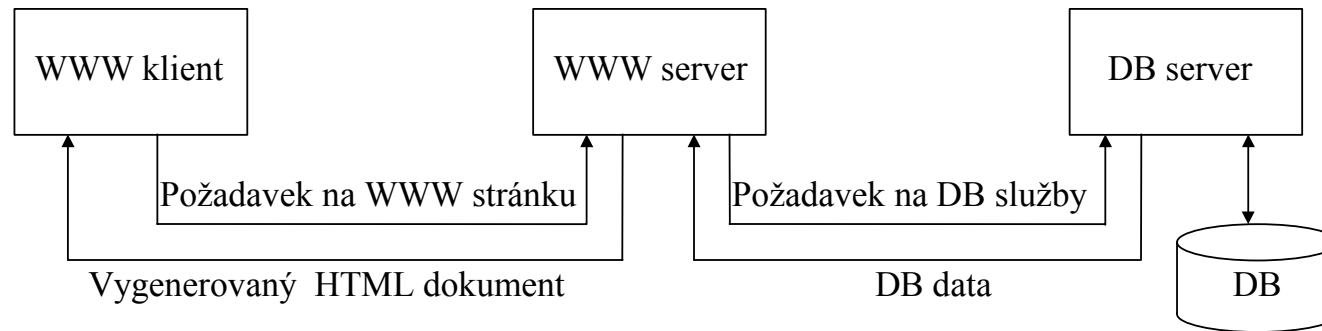 WWW klient
WWW server
DB server
Požadavek na WWW stránku
Požadavek na DB služby
Vygenerovaný HTML dokument
DB data
DB